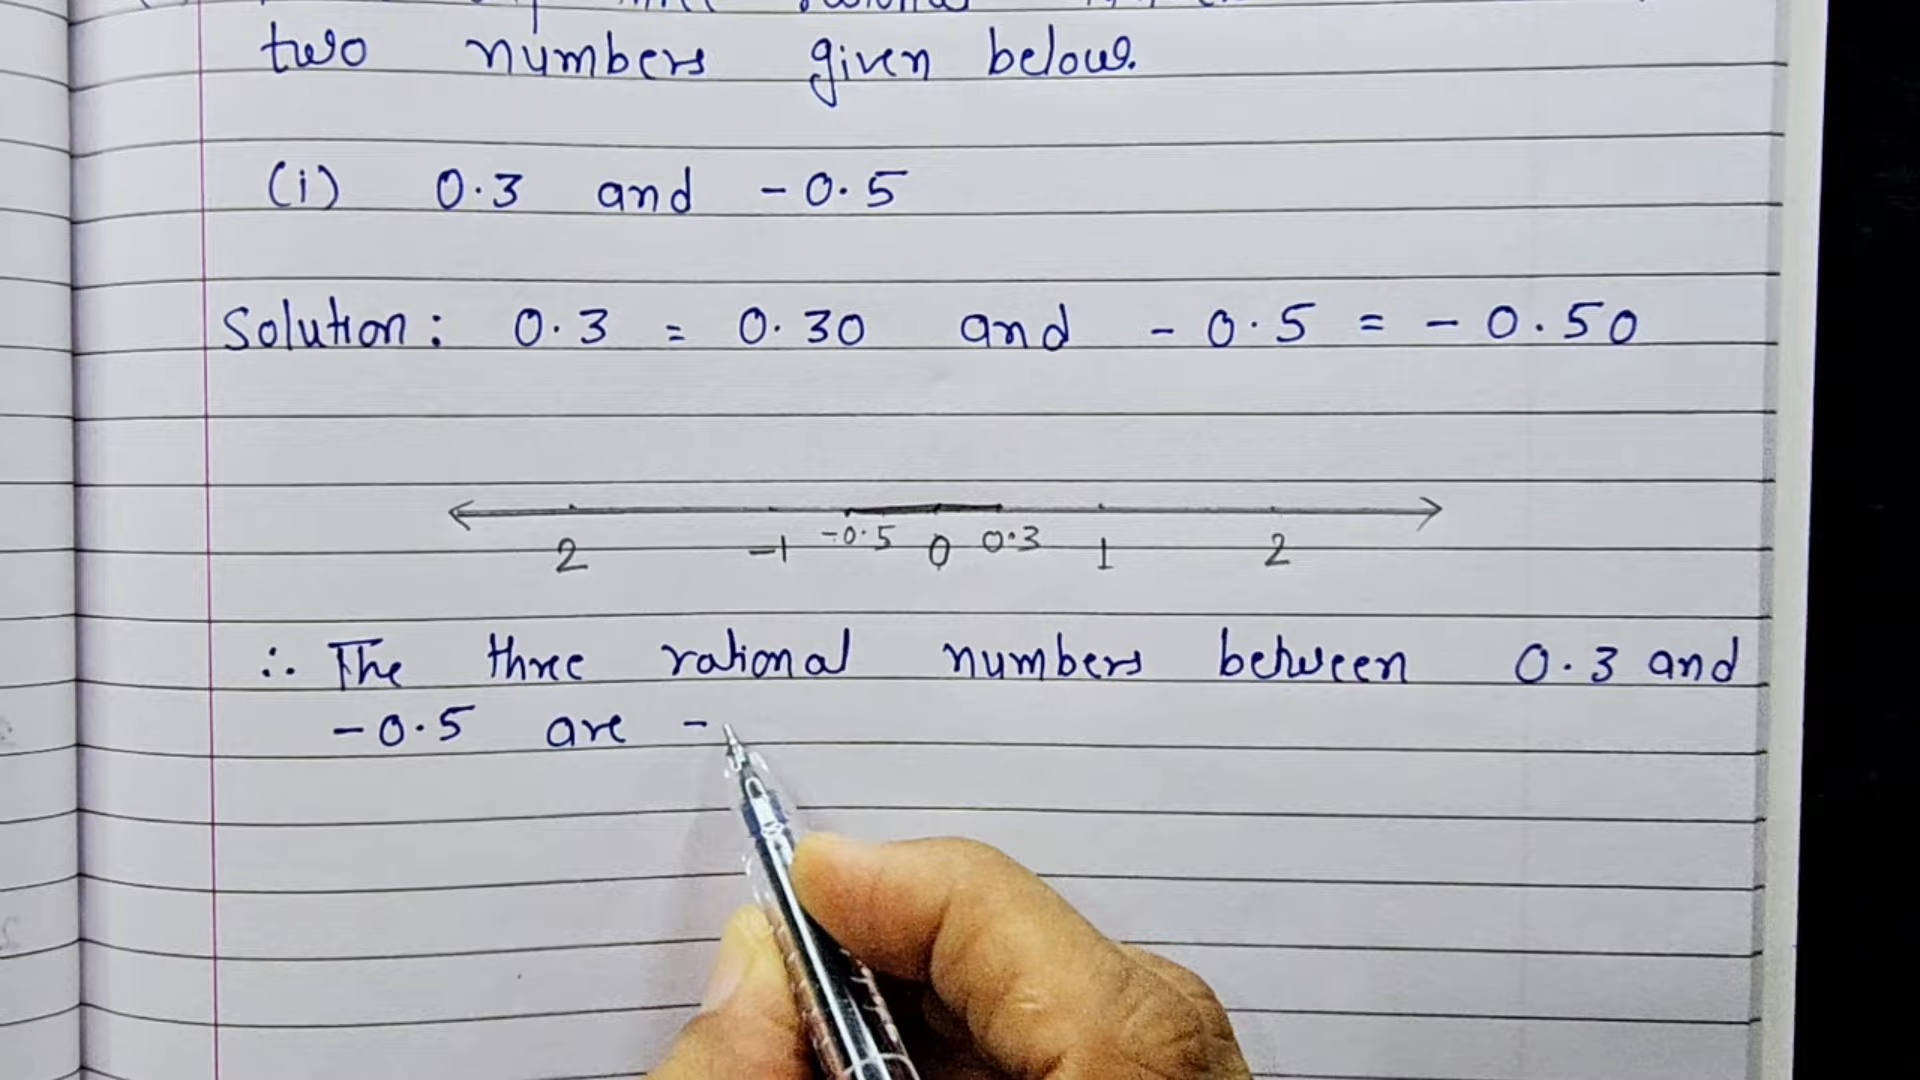 two numbers given below.
(i) 0.3 and -0.5
Solution: 0.3 = 0.30 and -0.5 = -0.50
2 -1 -0.5 0 0.3 1 2
∴ The three rational numbers between 0.3 and
-0.5 are -